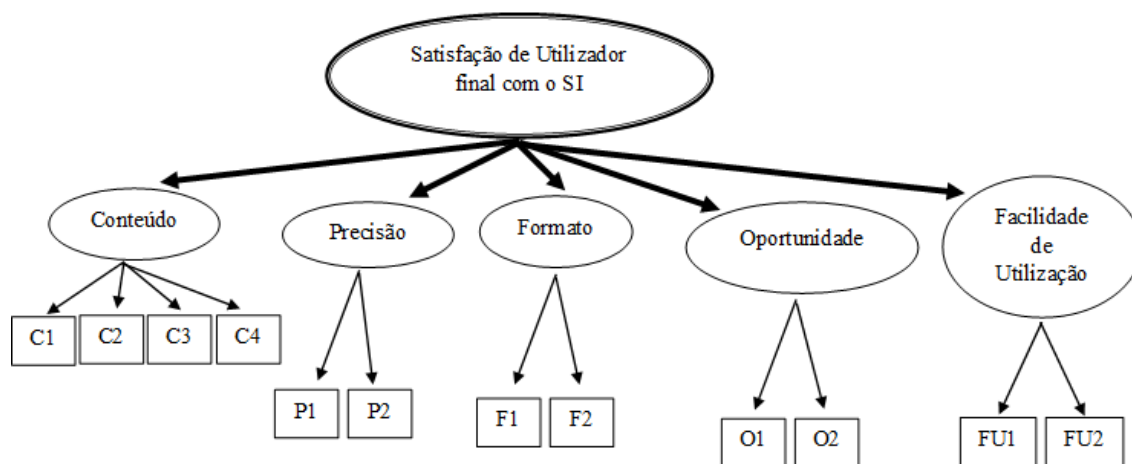 Satisfação de Utilizador
final com o SI
Conteúdo
Precisão
Formato
Oportunidade
Facilidade
de
Utilização
C1
C2
C3
C4
P1
P2
F1
F2
O1
O2
FU1
FU2